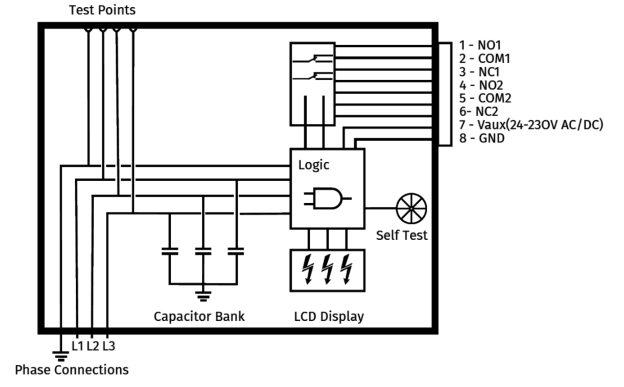 Test Points
1 - NO1
2 - COM1
3 - NC1
4 - NO2
5 - COM2
6- NC2
7 - Vaux(24-230V AC/DC)
8 - GND
Logic
Self Test
Capacitor Bank
LCD Display
L1 L2 L3
Phase Connections